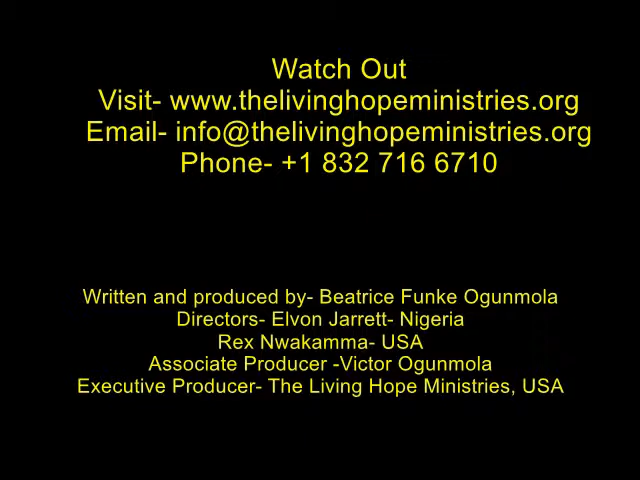 Watch Out
Visit- www.thelivinghopeministries.org
Email- info@thelivinghopeministries.org
Phone- +1 832 716 6710
Written and produced by- Beatrice Funke Ogunmola
Directors- Elvon Jarrett- Nigeria
Rex Nwakamma- USA
Associate Producer -Victor Ogunmola
Executive Producer- The Living Hope Ministries, USA